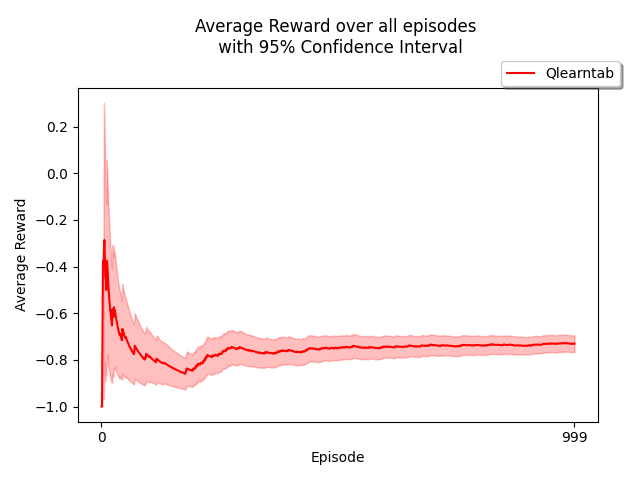 Average Reward over all episodes
with 95% Confidence Interval
Qlearntab
0.2
0.0
−0.2
−0.4
−0.6
−0.8
−1.0
Average Reward
0
999
Episode